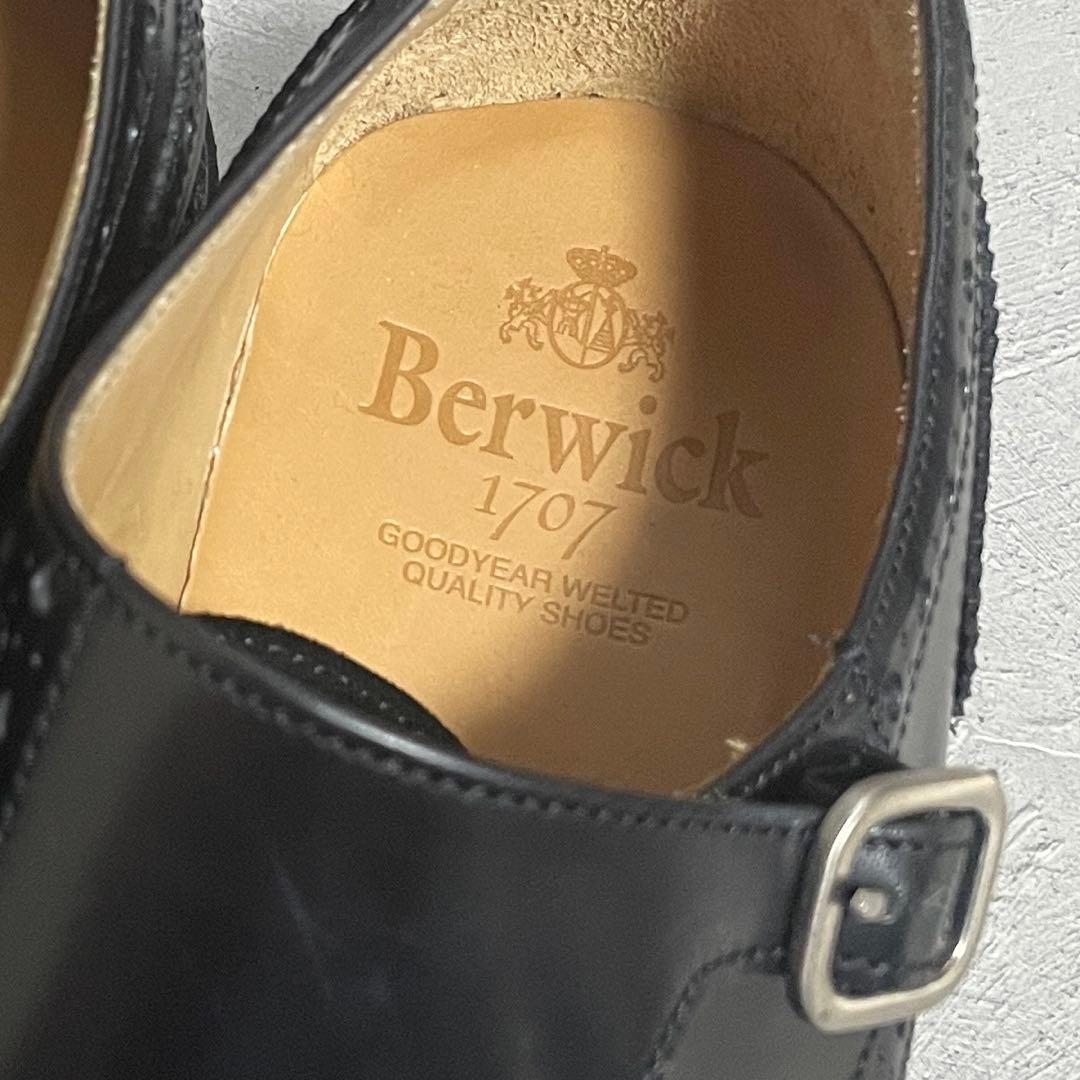 Berwick
1707
GOODYEAR WELTED
QUALITY SHOES